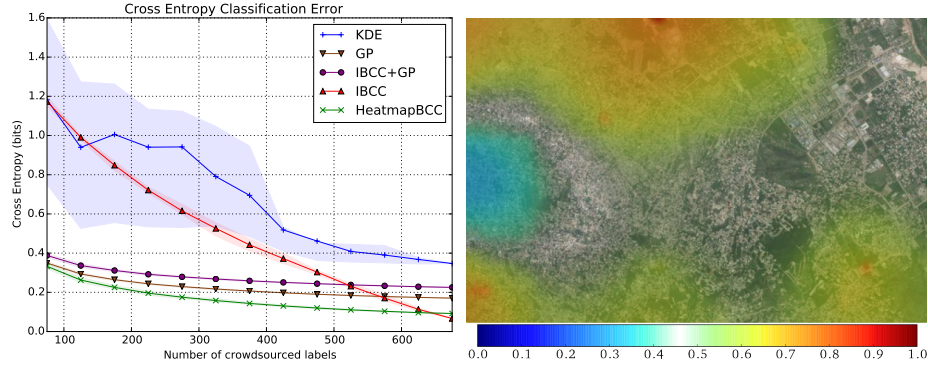 Cross Entropy Classification Error
Cross Entropy (bits)
1.6
1.4
1.2
1.0
0.8
0.6
0.4
0.2
0.0
KDE
GP
IBCC+GP
IBCC
HeatmapBCC
100 200 300 400 500 600
Number of crowdsourced labels
0.0 0.1 0.2 0.3 0.4 0.5 0.6 0.7 0.8 0.9 1.0